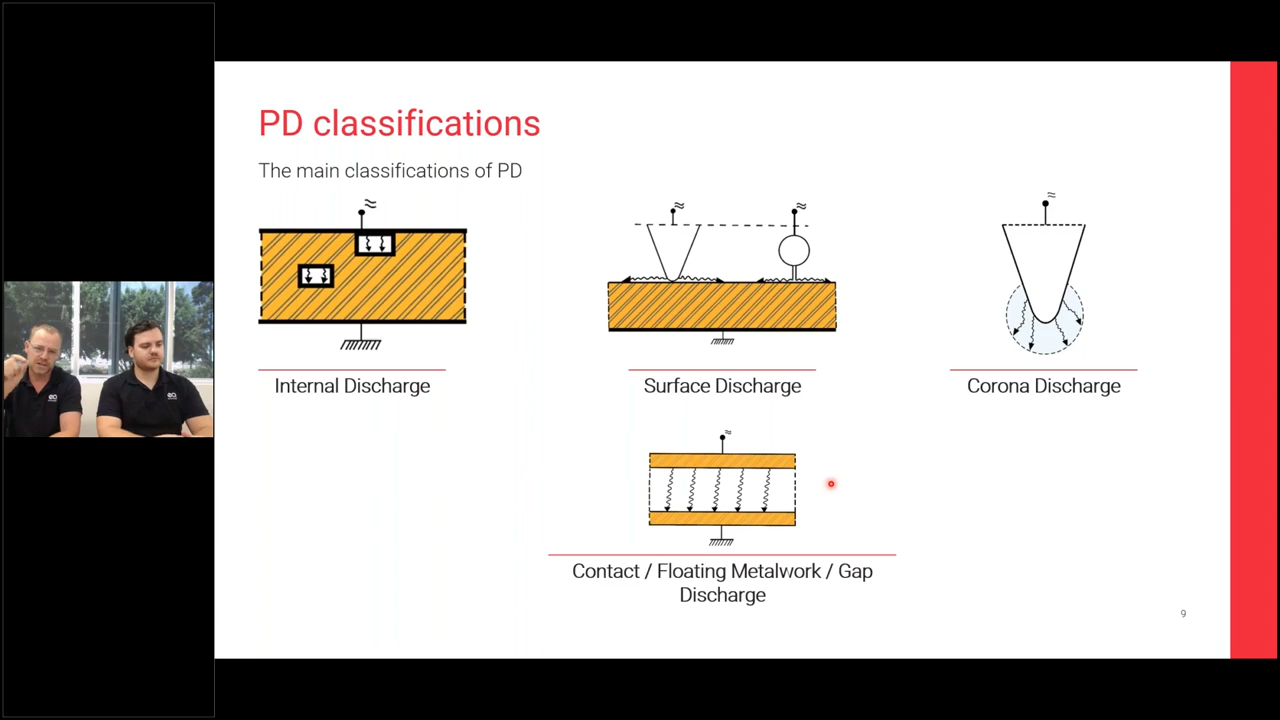 PD classifications
The main classifications of PD
Internal Discharge
Surface Discharge
Corona Discharge
Contact / Floating Metalwork / Gap
Discharge
9